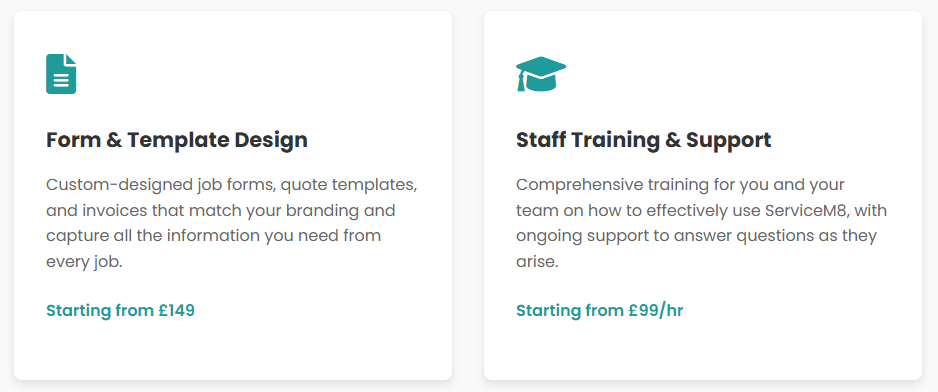 Form & Template Design
Custom-designed job forms, quote templates,
and invoices that match your branding and
capture all the information you need from
every job.
Starting from £149
Staff Training & Support
Comprehensive training for you and your
team on how to effectively use ServiceM8, with
ongoing support to answer questions as they
arise.
Starting from £99/hr